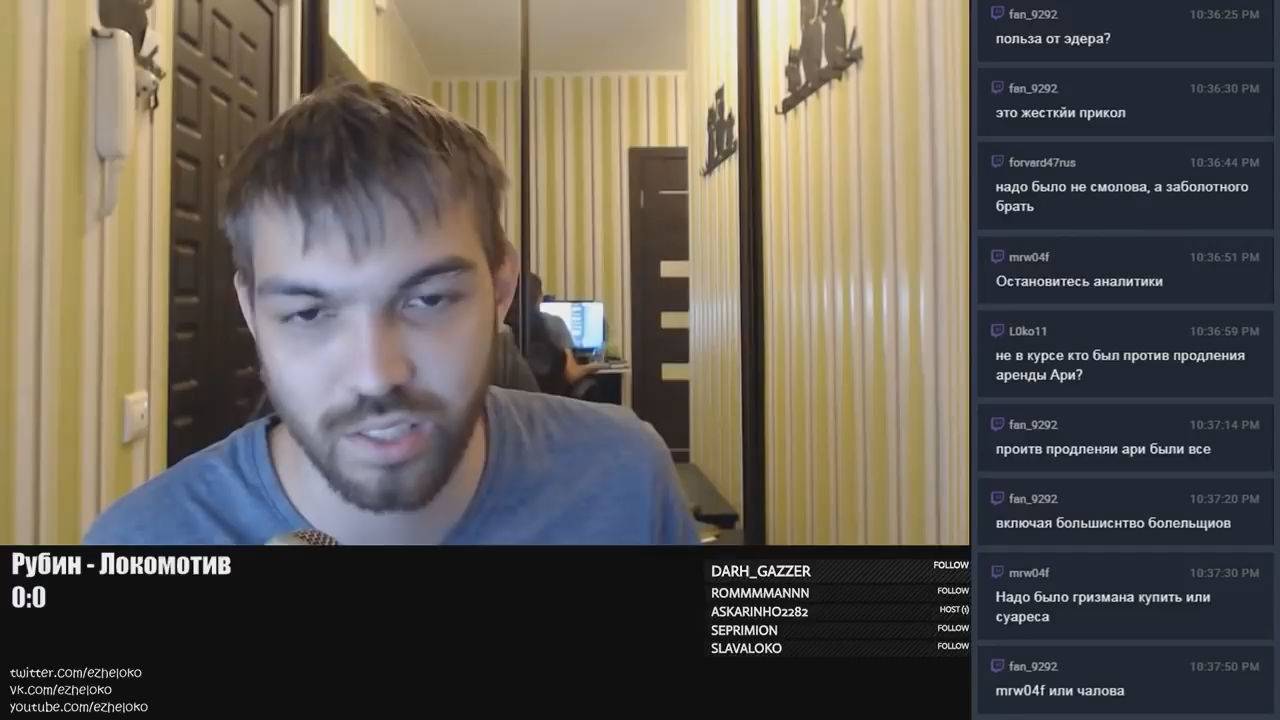 fan_9292 10:36:25 PM
польза от эдера?
fan_9292 10:36:30 PM
это жесткйи прикол
forvard47rus 10:36:44 PM
надо было не смолова, а заболотного
брать
mrw04f 10:36:51 PM
Остановитесь аналитики
L0ko11 10:36:59 PM
не в курсе кто был против продления
аренды Ари?
fan_9292 10:37:14 PM
проитв продленяи ари были все
fan_9292 10:37:20 PM
включая большиснтво болельщиов
mrw04f 10:37:30 PM
Надо было гризмана купить или
суареса
fan_9292 10:37:50 PM
mrw04f или чалова
Рубин - Локомотив
0:0
DARH_GAZZER FOLLOW
ROMMMMANNN FOLLOW
ASKARINHO2282 HOST (1)
SEPRIMION FOLLOW
SLAVALOKO FOLLOW
twitter.com/ezheloko
vk.com/ezheloko
youtube.com/ezheloko